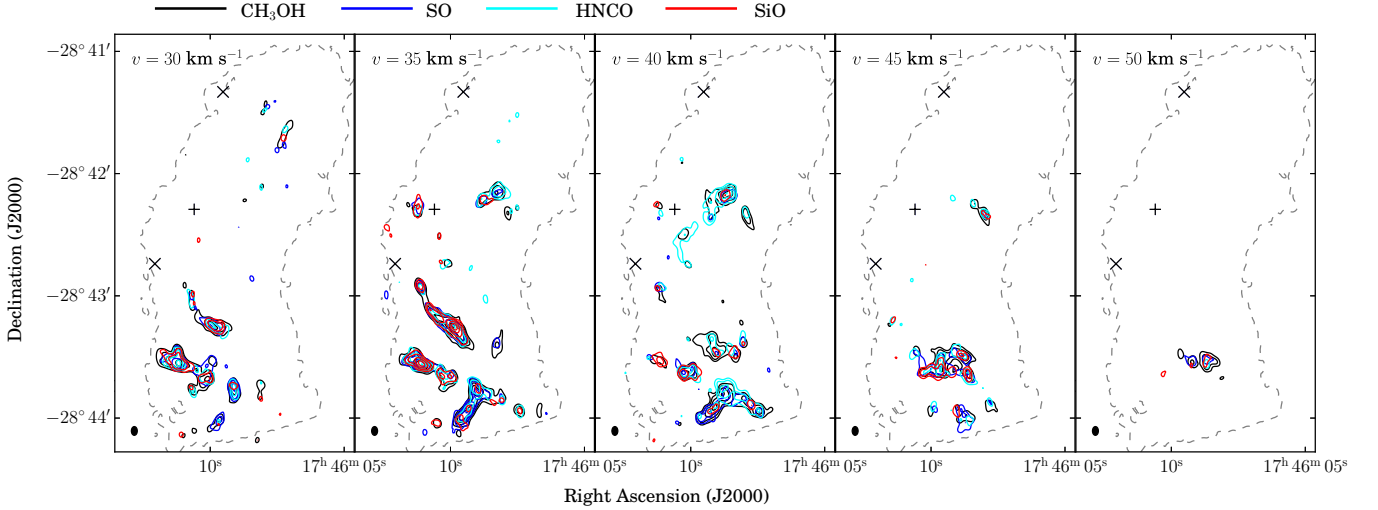 CH₃OH SO HNCO SiO
v = 30 km s⁻¹ v = 35 km s⁻¹ v = 40 km s⁻¹ v = 45 km s⁻¹ v = 50 km s⁻¹
−28° 41′
−28° 42′
−28° 43′
−28° 44′
Declination (J2000)
10ˢ 17ʰ 46ᵐ 05ˢ 10ˢ 17ʰ 46ᵐ 05ˢ 10ˢ 17ʰ 46ᵐ 05ˢ 10ˢ 17ʰ 46ᵐ 05ˢ 10ˢ 17ʰ 46ᵐ 05ˢ
Right Ascension (J2000)